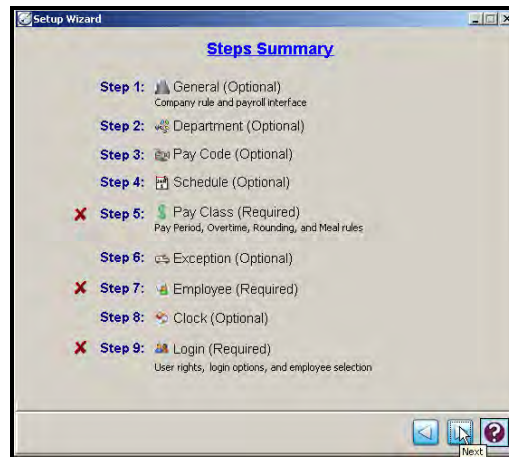 Setup Wizard
Steps Summary
Step 1: General (Optional)
Company rule and payroll interface
Step 2: Department (Optional)
Step 3: Pay Code (Optional)
Step 4: Schedule (Optional)
Step 5: Pay Class (Required)
Pay Period, Overtime, Rounding, and Meal rules
Step 6: Exception (Optional)
Step 7: Employee (Required)
Step 8: Clock (Optional)
Step 9: Login (Required)
User rights, login options, and employee selection
?
Next